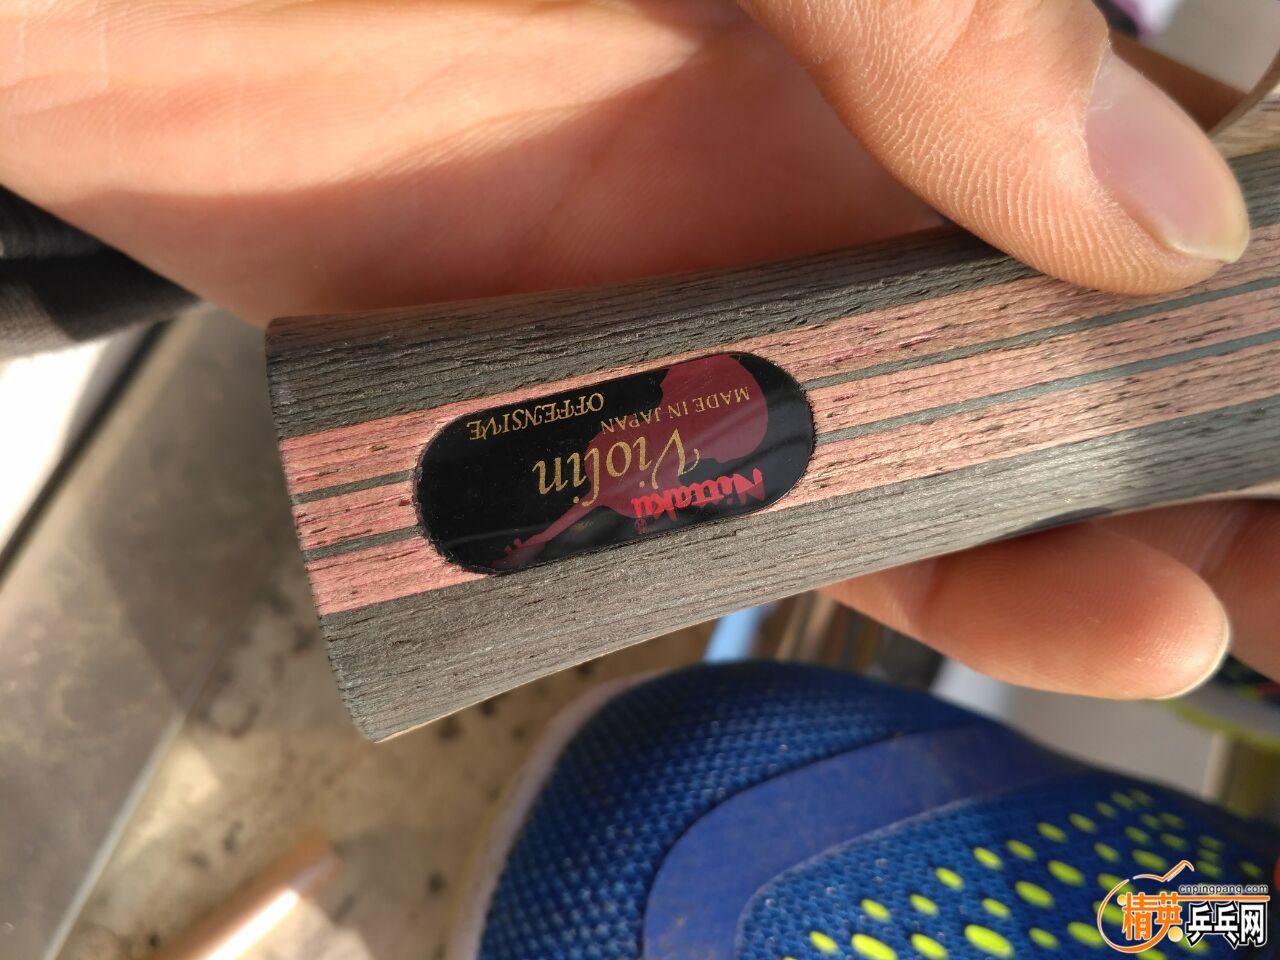 Nittaku
®
Violin
MADE IN JAPAN
OFFENSIVE
cnpingpang.com
精英乒乓网